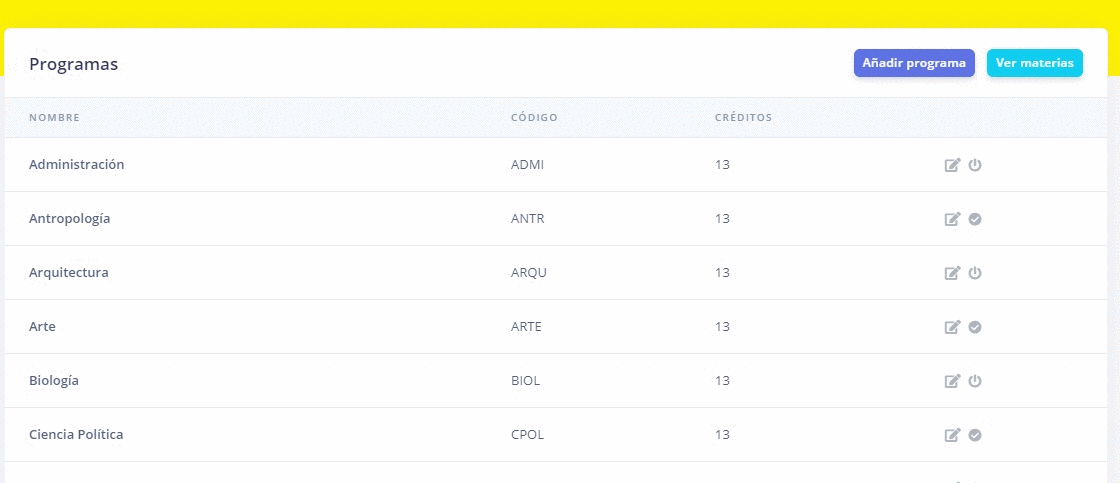 Programas
Añadir programa Ver materias
NOMBRE CÓDIGO CRÉDITOS
Administración ADMI 13
Antropología ANTR 13
Arquitectura ARQU 13
Arte ARTE 13
Biología BIOL 13
Ciencia Política CPOL 13